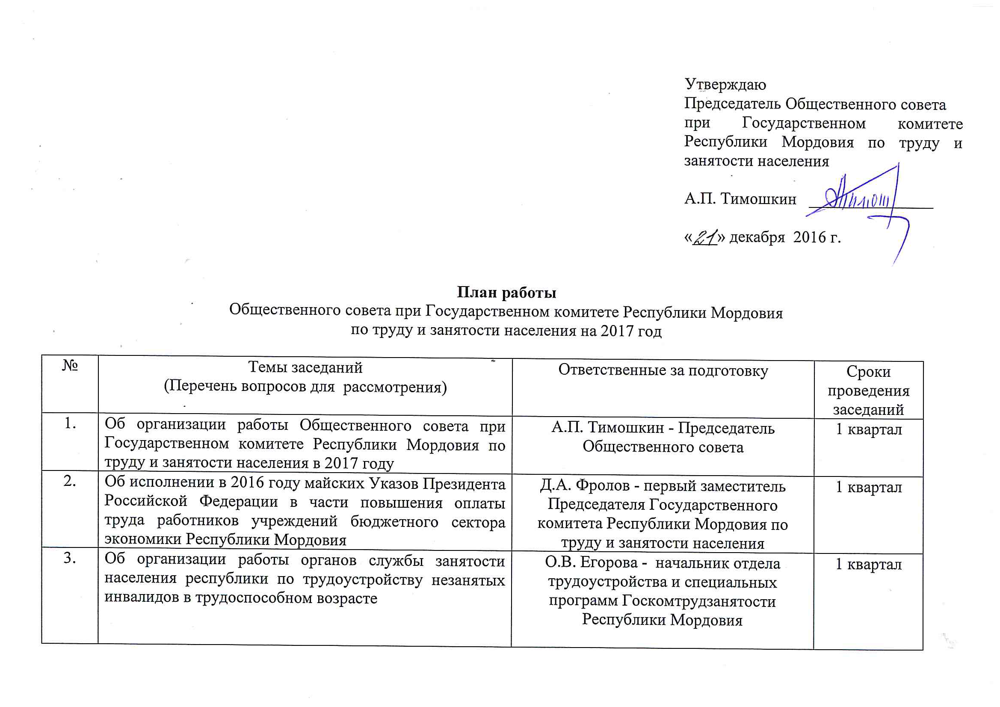 Утверждаю
Председатель Общественного совета
при Государственном комитете
Республики Мордовия по труду и
занятости населения
А.П. Тимошкин
«21» декабря 2016 г.
План работы
Общественного совета при Государственном комитете Республики Мордовия
по труду и занятости населения на 2017 год
№
Темы заседаний
(Перечень вопросов для рассмотрения)
Ответственные за подготовку
Сроки
проведения
заседаний
1.
Об организации работы Общественного совета при
Государственном комитете Республики Мордовия по
труду и занятости населения в 2017 году
А.П. Тимошкин - Председатель
Общественного совета
1 квартал
2.
Об исполнении в 2016 году майских Указов Президента
Российской Федерации в части повышения оплаты
труда работников учреждений бюджетного сектора
экономики Республики Мордовия
Д.А. Фролов - первый заместитель
Председателя Государственного
комитета Республики Мордовия по
труду и занятости населения
1 квартал
3.
Об организации работы органов службы занятости
населения республики по трудоустройству незанятых
инвалидов в трудоспособном возрасте
О.В. Егорова - начальник отдела
трудоустройства и специальных
программ Госкомтрудзанятости
Республики Мордовия
1 квартал